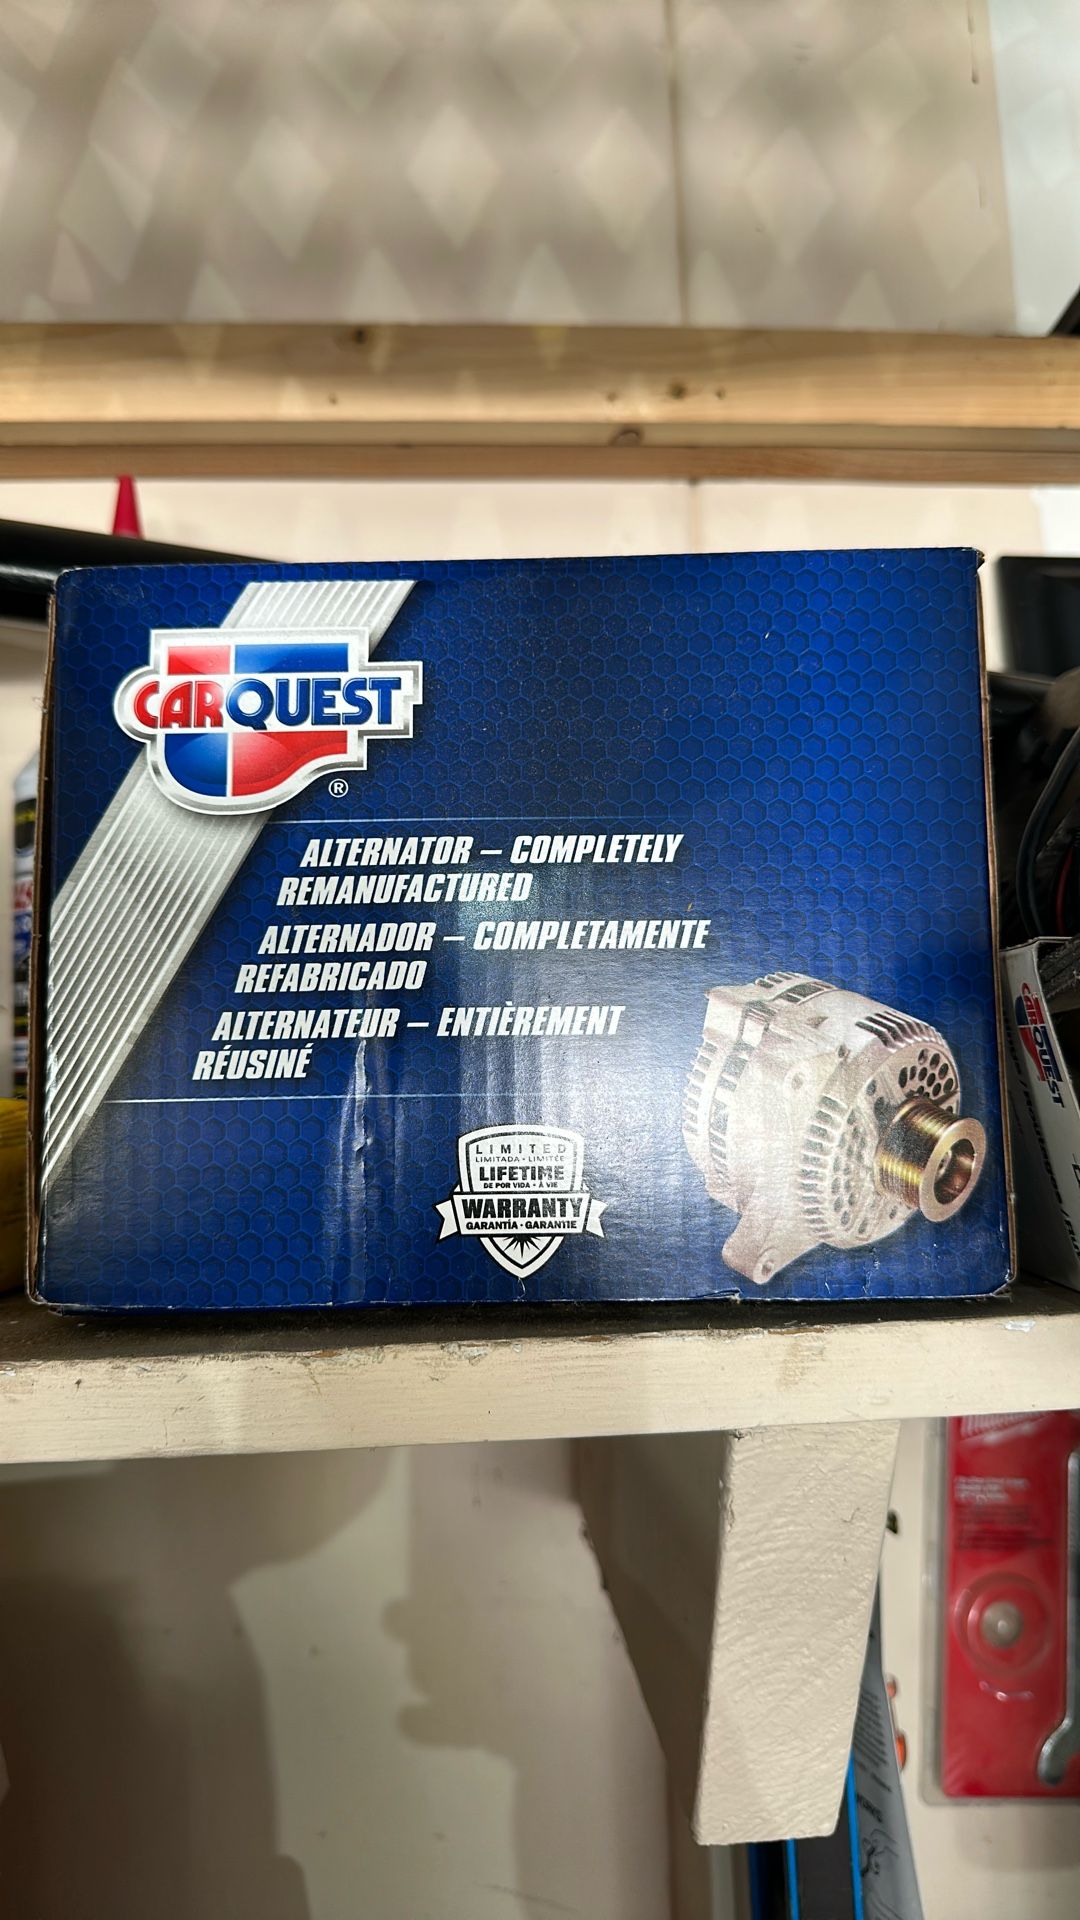 CARQUEST
®
ALTERNATOR – COMPLETELY
REMANUFACTURED
ALTERNADOR – COMPLETAMENTE
REFABRICADO
ALTERNATEUR – ENTIÈREMENT
RÉUSINÉ
LIMITED
LIMITADA • LIMITÉE
LIFETIME
DE POR VIDA • À VIE
WARRANTY
GARANTÍA • GARANTIE
CARQUEST